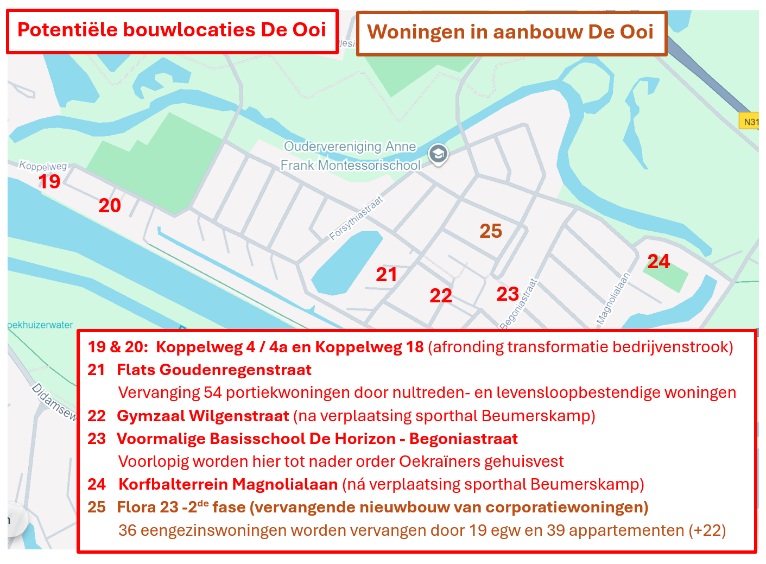 Potentiële bouwlocaties De Ooi
Woningen in aanbouw De Ooi
N31
Oudervereniging Anne
Frank Montessorischool
Koppelweg
19
20
Forsythiastraat
25
24
21
22
23
Begoniastraat
Magnolialaan
oekhuizerwater
Didamsew
19 & 20: Koppelweg 4 / 4a en Koppelweg 18 (afronding transformatie bedrijvenstrook)
21 Flats Goudenregenstraat
Vervanging 54 portiekwoningen door nultreden- en levensloopbestendige woningen
22 Gymzaal Wilgenstraat (na verplaatsing sporthal Beumerskamp)
23 Voormalige Basisschool De Horizon - Begoniastraat
Voorlopig worden hier tot nader order Oekraïners gehuisvest
24 Korfbalterrein Magnolialaan (ná verplaatsing sporthal Beumerskamp)
25 Flora 23 -2de fase (vervangende nieuwbouw van corporatiewoningen)
36 eengezinswoningen worden vervangen door 19 egw en 39 appartementen (+22)